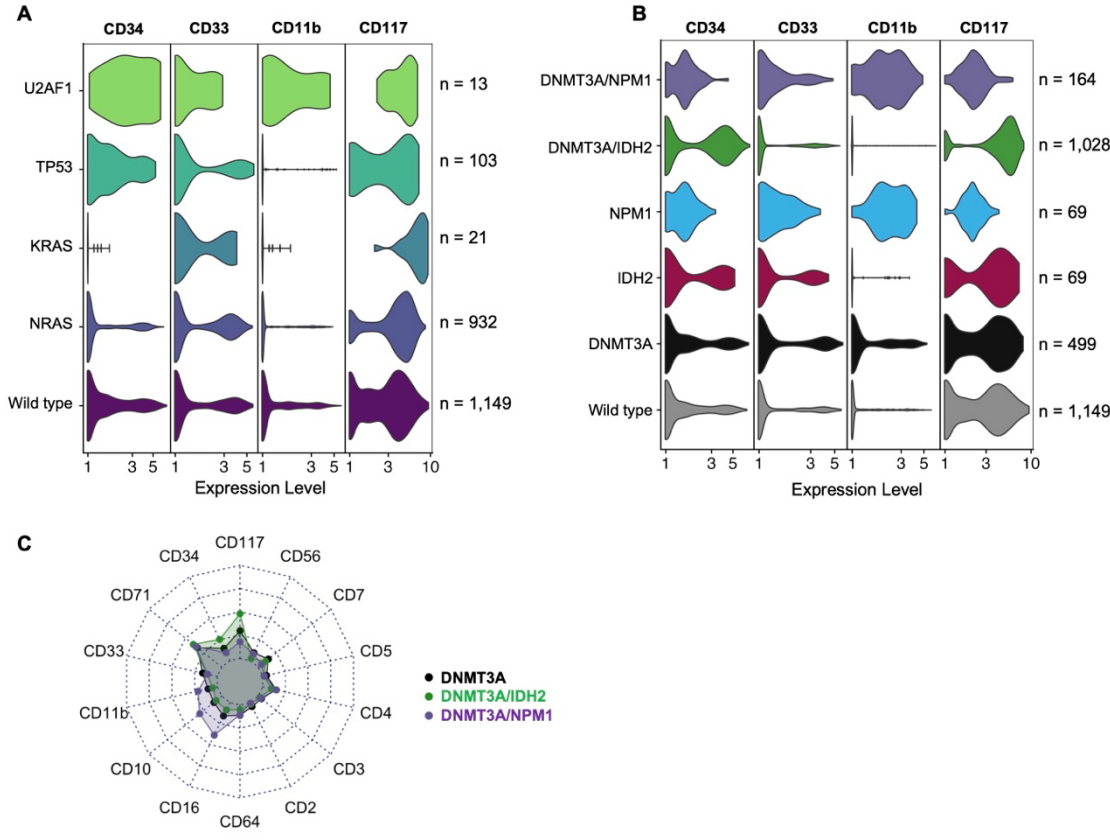 A
CD34 CD33 CD11b CD117
U2AF1 n = 13
TP53 n = 103
KRAS n = 21
NRAS n = 932
Wild type n = 1,149
1 3 5 1 3 5 1 3 5 1 3 10
Expression Level
B
CD34 CD33 CD11b CD117
DNMT3A/NPM1 n = 164
DNMT3A/IDH2 n = 1,028
NPM1 n = 69
IDH2 n = 69
DNMT3A n = 499
Wild type n = 1,149
1 3 5 1 3 5 1 3 5 1 3 10
Expression Level
C
CD117
CD34 CD56
CD71 CD7
CD33 CD5
CD11b CD4
CD10 CD3
CD16 CD2
CD64
DNMT3A
DNMT3A/IDH2
DNMT3A/NPM1